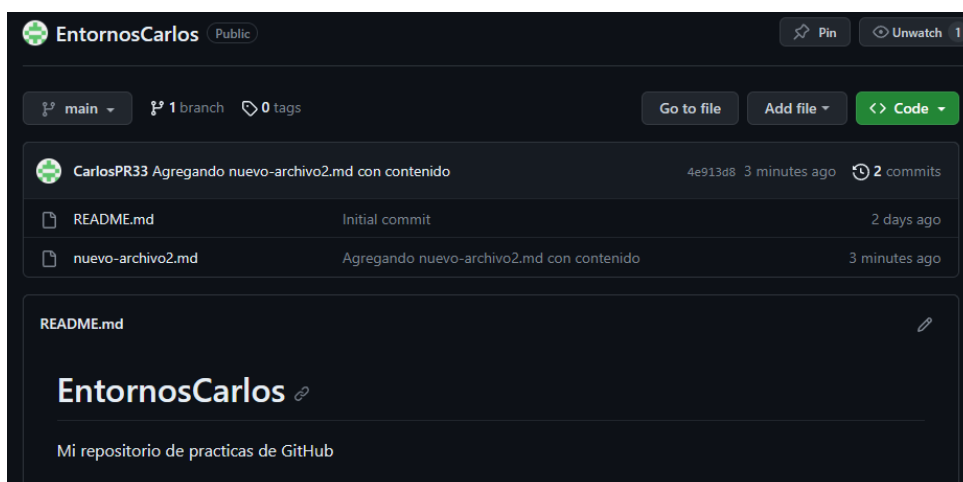 EntornosCarlos Public Pin Unwatch 1
main 1 branch 0 tags Go to file Add file <> Code
CarlosPR33 Agregando nuevo-archivo2.md con contenido 4e913d8 3 minutes ago 2 commits
README.md Initial commit 2 days ago
nuevo-archivo2.md Agregando nuevo-archivo2.md con contenido 3 minutes ago
README.md
EntornosCarlos
Mi repositorio de practicas de GitHub